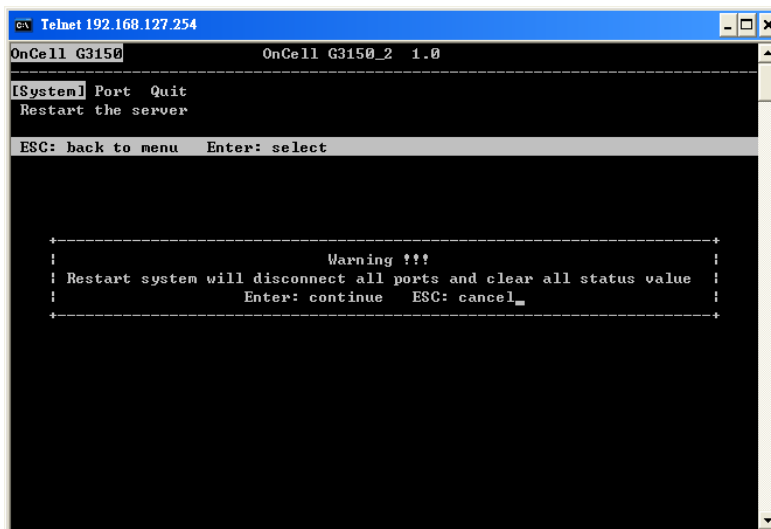 Telnet 192.168.127.254
OnCell G3150 OnCell G3150_2 1.0
[System] Port Quit
Restart the server
ESC: back to menu Enter: select
Warning !!!
Restart system will disconnect all ports and clear all status value
Enter: continue ESC: cancel_